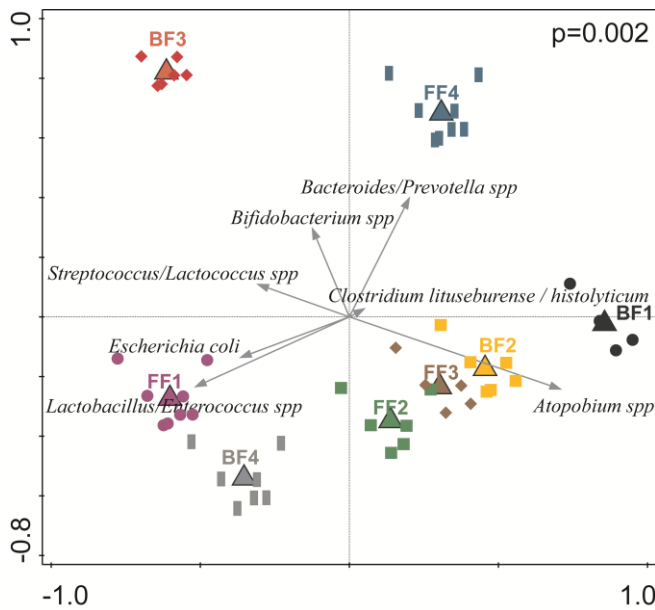 1.0
p=0.002
BF3
FF4
Bacteroides/Prevotella spp
Bifidobacterium spp
Streptococcus/Lactococcus spp
Clostridium lituseburense / histolyticum
BF1
Escherichia coli
BF2
FF1
FF3
Lactobacillus/Enterococcus spp
FF2
Atopobium spp
BF4
-0.8
-1.0
1.0